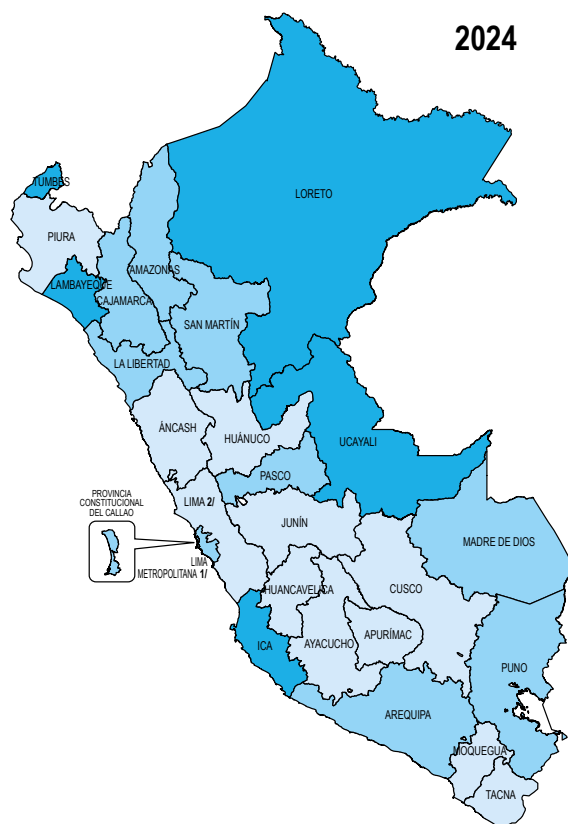 2024
LORETO
TUMBES
PIURA
AMAZONAS
LAMBAYEQUE
CAJAMARCA
SAN MARTÍN
LA LIBERTAD
ÁNCASH
HUÁNUCO
UCAYALI
PASCO
PROVINCIA
CONSTITUCIONAL
DEL CALLAO
LIMA 2/
JUNÍN
MADRE DE DIOS
LIMA
METROPOLITANA 1/
HUANCAVELICA
CUSCO
ICA
AYACUCHO
APURÍMAC
PUNO
AREQUIPA
MOQUEGUA
TACNA